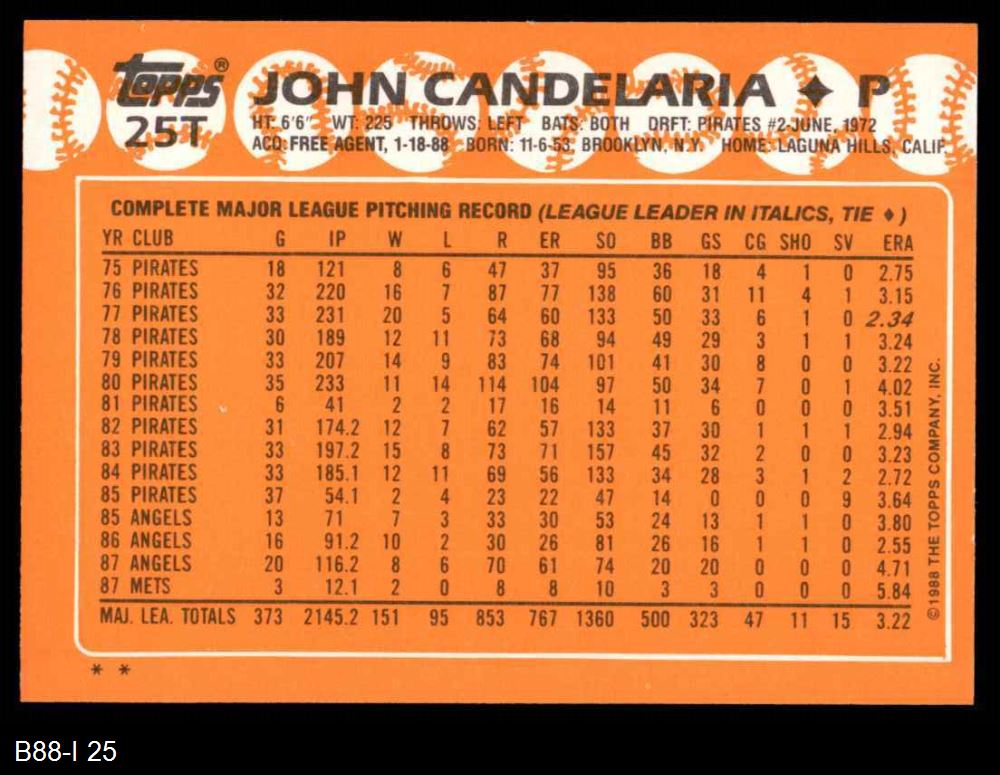 topps® JOHN CANDELARIA ♦ P
25T HT: 6'6" WT: 225 THROWS: LEFT BATS: BOTH DRFT: PIRATES #2-JUNE, 1972
ACQ: FREE AGENT, 1-18-88 BORN: 11-6-53, BROOKLYN, N.Y. HOME: LAGUNA HILLS, CALIF.
COMPLETE MAJOR LEAGUE PITCHING RECORD (LEAGUE LEADER IN ITALICS, TIE ♦)
YR CLUB G IP W L R ER SO BB GS CG SHO SV ERA
75 PIRATES 18 121 8 6 47 37 95 36 18 4 1 0 2.75
76 PIRATES 32 220 16 7 87 77 138 60 31 11 4 1 3.15
77 PIRATES 33 231 20 5 64 60 133 50 33 6 1 0 2.34
78 PIRATES 30 189 12 11 73 68 94 49 29 3 1 1 3.24
79 PIRATES 33 207 14 9 83 74 101 41 30 8 0 0 3.22
80 PIRATES 35 233 11 14 114 104 97 50 34 7 0 1 4.02
81 PIRATES 6 41 2 2 17 16 14 11 6 0 0 0 3.51
82 PIRATES 31 174.2 12 7 62 57 133 37 30 1 1 1 2.94
83 PIRATES 33 197.2 15 8 73 71 157 45 32 2 0 0 3.23
84 PIRATES 33 185.1 12 11 69 56 133 34 28 3 1 2 2.72
85 PIRATES 37 54.1 2 4 23 22 47 14 0 0 0 9 3.64
85 ANGELS 13 71 7 3 33 30 53 24 13 1 1 0 3.80
86 ANGELS 16 91.2 10 2 30 26 81 26 16 1 1 0 2.55
87 ANGELS 20 116.2 8 6 70 61 74 20 20 0 0 0 4.71
87 METS 3 12.1 2 0 8 8 10 3 3 0 0 0 5.84
MAJ. LEA. TOTALS 373 2145.2 151 95 853 767 1360 500 323 47 11 15 3.22
©1988 THE TOPPS COMPANY, INC.
* *
B88-I 25